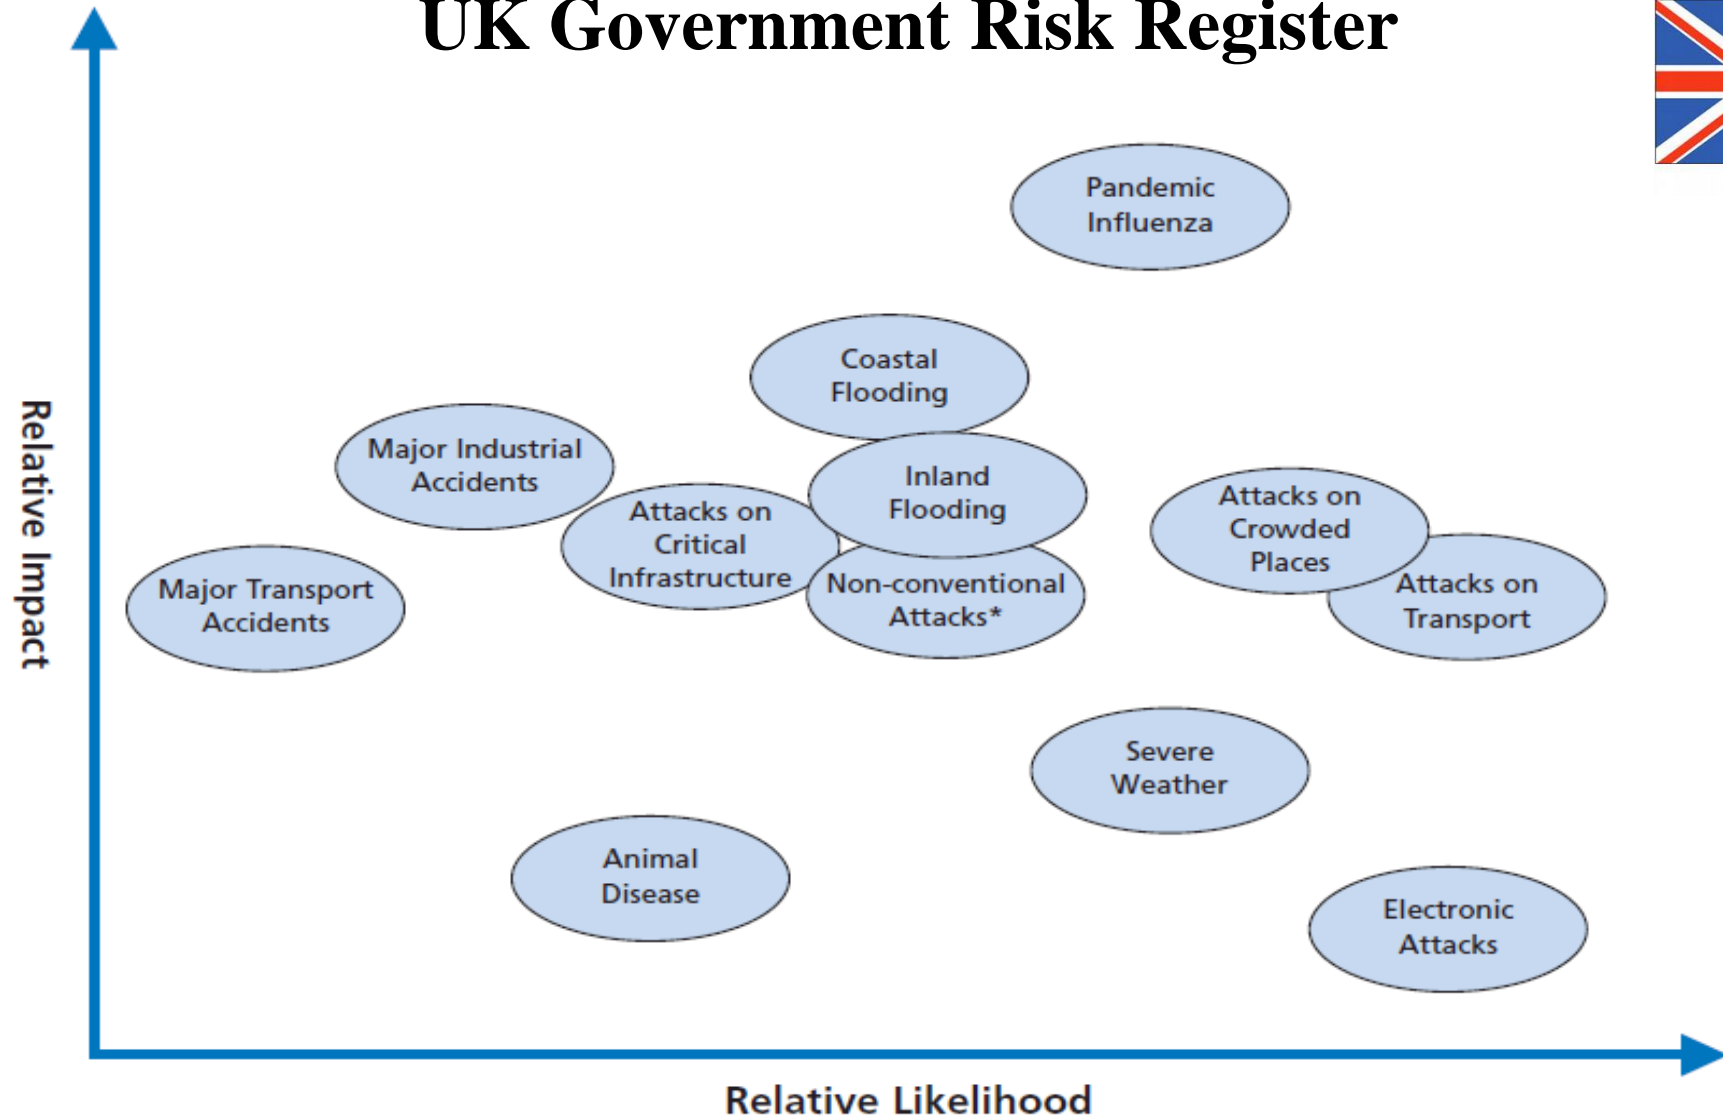 UK Government Risk Register
Pandemic
Influenza
Coastal
Flooding
Major Industrial
Accidents
Inland
Flooding
Attacks on
Critical
Infrastructure
Attacks on
Crowded
Places
Non-conventional
Attacks*
Attacks on
Transport
Major Transport
Accidents
Severe
Weather
Animal
Disease
Electronic
Attacks
Relative Impact
Relative Likelihood